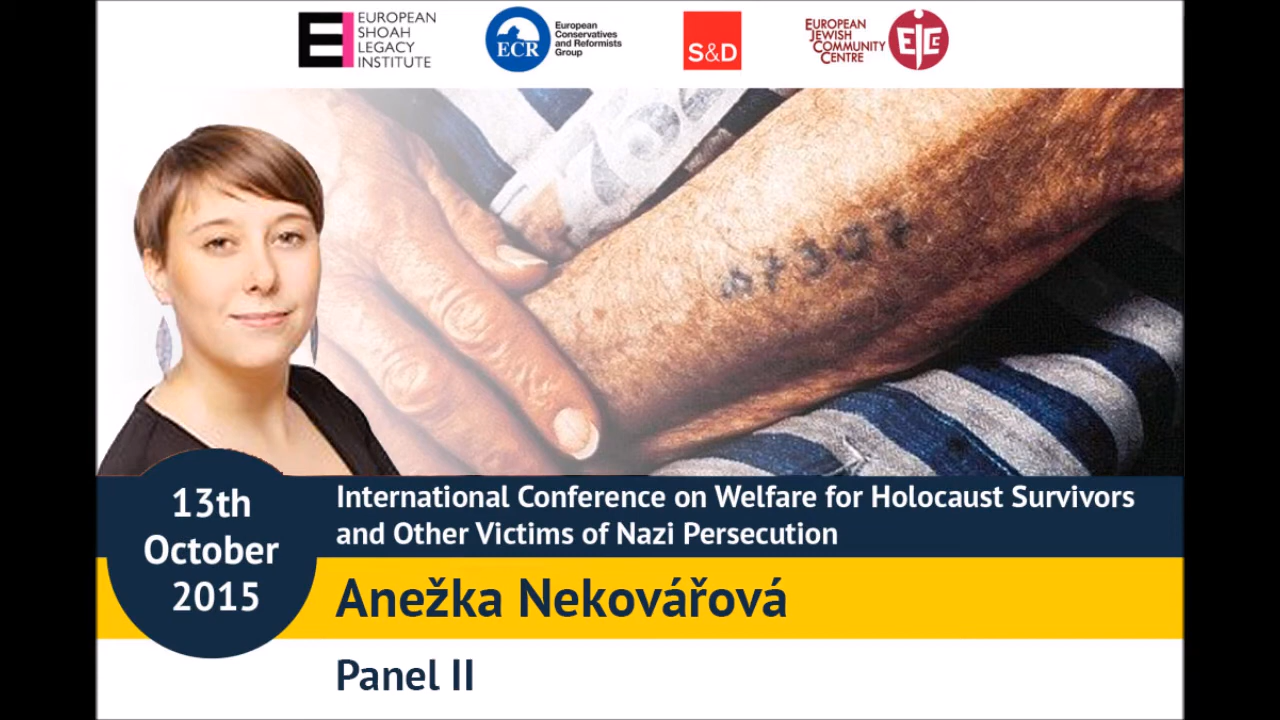 EUROPEAN
SHOAH
LEGACY
INSTITUTE
ECR
European
Conservatives
and Reformists
Group
S&D
EUROPEAN
JEWISH
COMMUNITY
CENTRE
EJCC
13th
October
2015
International Conference on Welfare for Holocaust Survivors
and Other Victims of Nazi Persecution
Anežka Nekovářová
Panel II